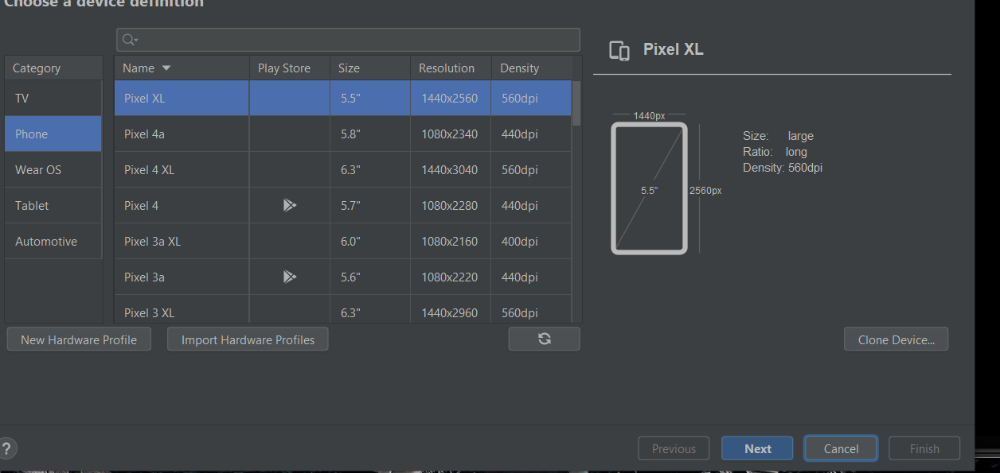 Choose a device definition
Category
TV
Phone
Wear OS
Tablet
Automotive
Name Play Store Size Resolution Density
Pixel XL 5.5" 1440x2560 560dpi
Pixel 4a 5.8" 1080x2340 440dpi
Pixel 4 XL 6.3" 1440x3040 560dpi
Pixel 4 5.7" 1080x2280 440dpi
Pixel 3a XL 6.0" 1080x2160 400dpi
Pixel 3a 5.6" 1080x2220 440dpi
Pixel 3 XL 6.3" 1440x2960 560dpi
New Hardware Profile Import Hardware Profiles
Pixel XL
1440px
5.5"
2560px
Size: large
Ratio: long
Density: 560dpi
Clone Device...
? Previous Next Cancel Finish